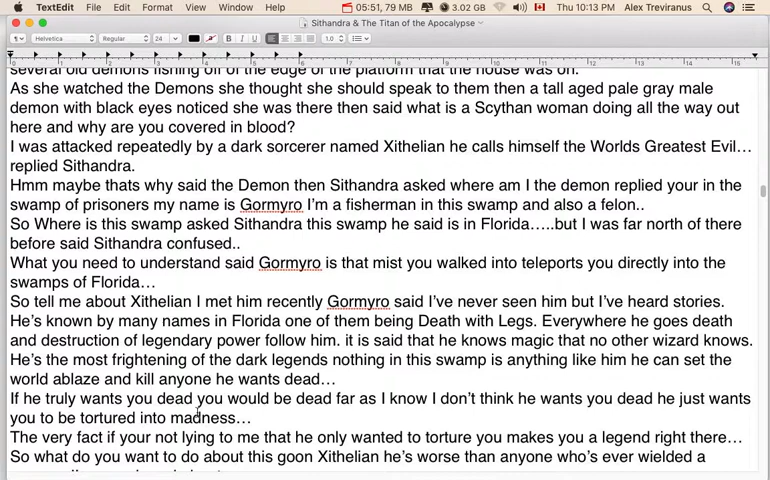 TextEdit File Edit Format View Window Help 05:51, 79 MB 3.02 GB Thu 10:13 PM Alex Treviranus
Sithandra & The Titan of the Apocalypse
Helvetica Regular 24 B I U 1.0
0 1 2 3 4 5 6 7 8 9 10 11 12 13 14 15
several old demons fishing off of the edge of the platform that the house was on.
As she watched the Demons she thought she should speak to them then a tall aged pale gray male
demon with black eyes noticed she was there then said what is a Scythan woman doing all the way out
here and why are you covered in blood?
I was attacked repeatedly by a dark sorcerer named Xithelian he calls himself the Worlds Greatest Evil…
replied Sithandra.
Hmm maybe thats why said the Demon then Sithandra asked where am I the demon replied your in the
swamp of prisoners my name is Gormyro I'm a fisherman in this swamp and also a felon..
So Where is this swamp asked Sithandra this swamp he said is in Florida…..but I was far north of there
before said Sithandra confused..
What you need to understand said Gormyro is that mist you walked into teleports you directly into the
swamps of Florida…
So tell me about Xithelian I met him recently Gormyro said I've never seen him but I've heard stories.
He's known by many names in Florida one of them being Death with Legs. Everywhere he goes death
and destruction of legendary power follow him. it is said that he knows magic that no other wizard knows.
He's the most frightening of the dark legends nothing in this swamp is anything like him he can set the
world ablaze and kill anyone he wants dead…
If he truly wants you dead you would be dead far as I know I don't think he wants you dead he just wants
you to be tortured into madness…
The very fact if your not lying to me that he only wanted to torture you makes you a legend right there…
So what do you want to do about this goon Xithelian he's worse than anyone who's ever wielded a